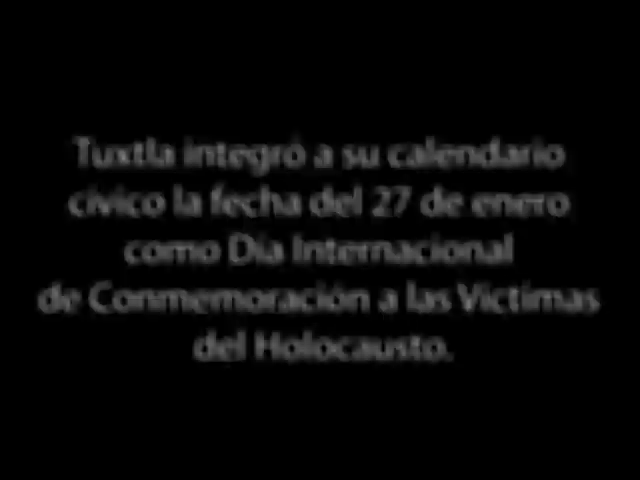 Tuxtla integró a su calendario
cívico la fecha del 27 de enero
como Día Internacional
de Conmemoración a las Víctimas
del Holocausto.